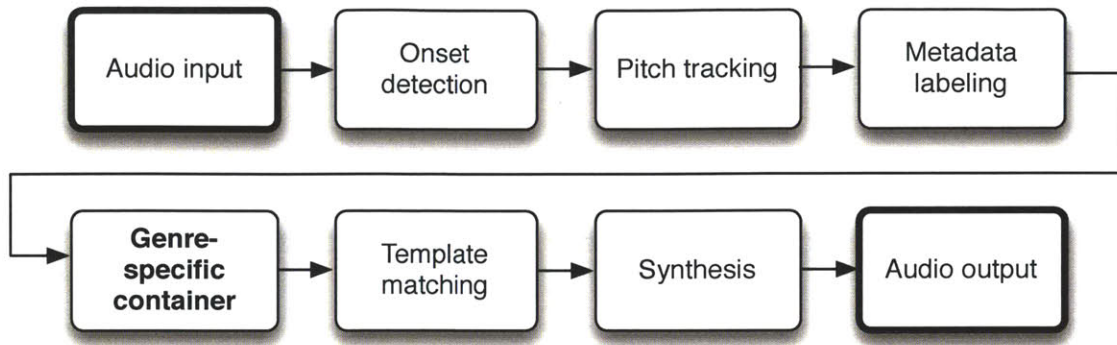 Audio input
Onset
detection
Pitch tracking
Metadata
labeling
Genre-
specific
container
Template
matching
Synthesis
Audio output